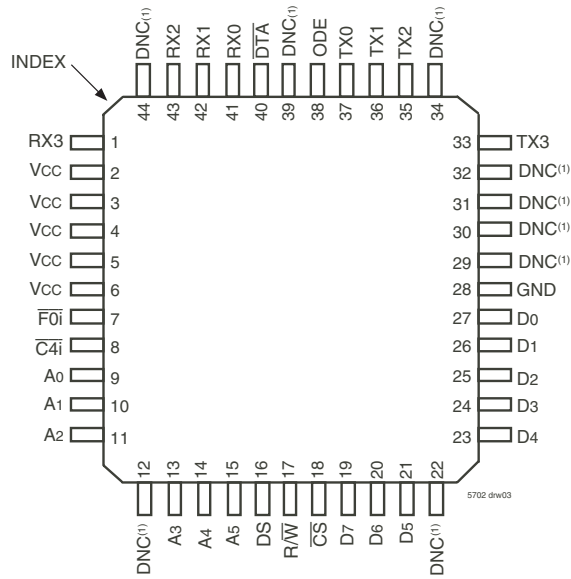 DNC(1) RX2 RX1 RX0 DTA DNC(1) ODE TX0 TX1 TX2 DNC(1)
INDEX
44 43 42 41 40 39 38 37 36 35 34
RX3 1 33 TX3
VCC 2 32 DNC(1)
VCC 3 31 DNC(1)
VCC 4 30 DNC(1)
VCC 5 29 DNC(1)
VCC 6 28 GND
F0i 7 27 D0
C4i 8 26 D1
A0 9 25 D2
A1 10 24 D3
A2 11 23 D4
12 13 14 15 16 17 18 19 20 21 22
5702 drw03
DNC(1) A3 A4 A5 DS R/W CS D7 D6 D5 DNC(1)